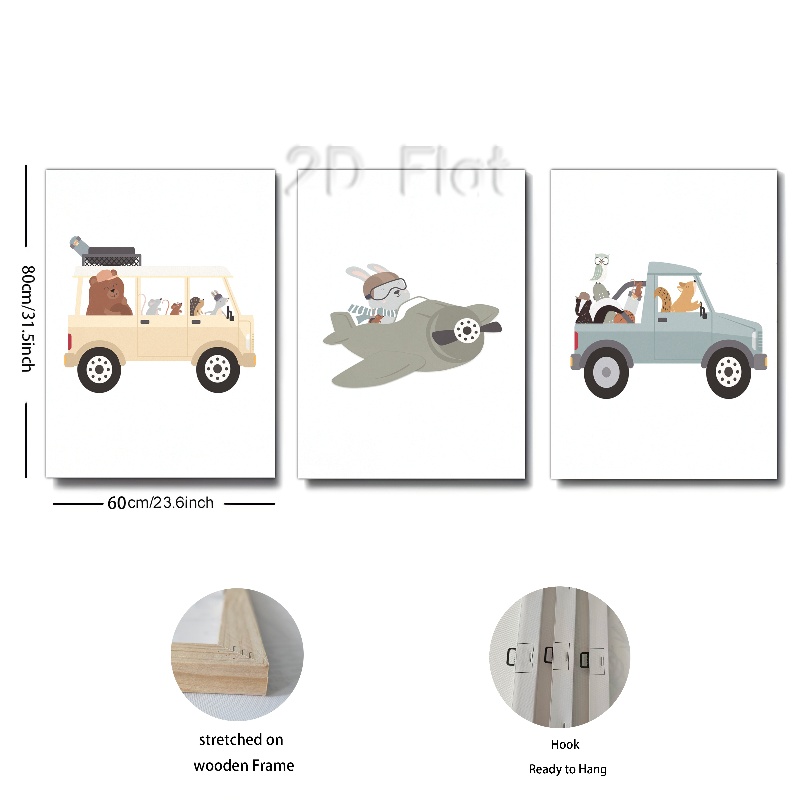 2D Flat
80cm/31.5inch
60cm/23.6inch
stretched on
wooden Frame
Hook
Ready to Hang